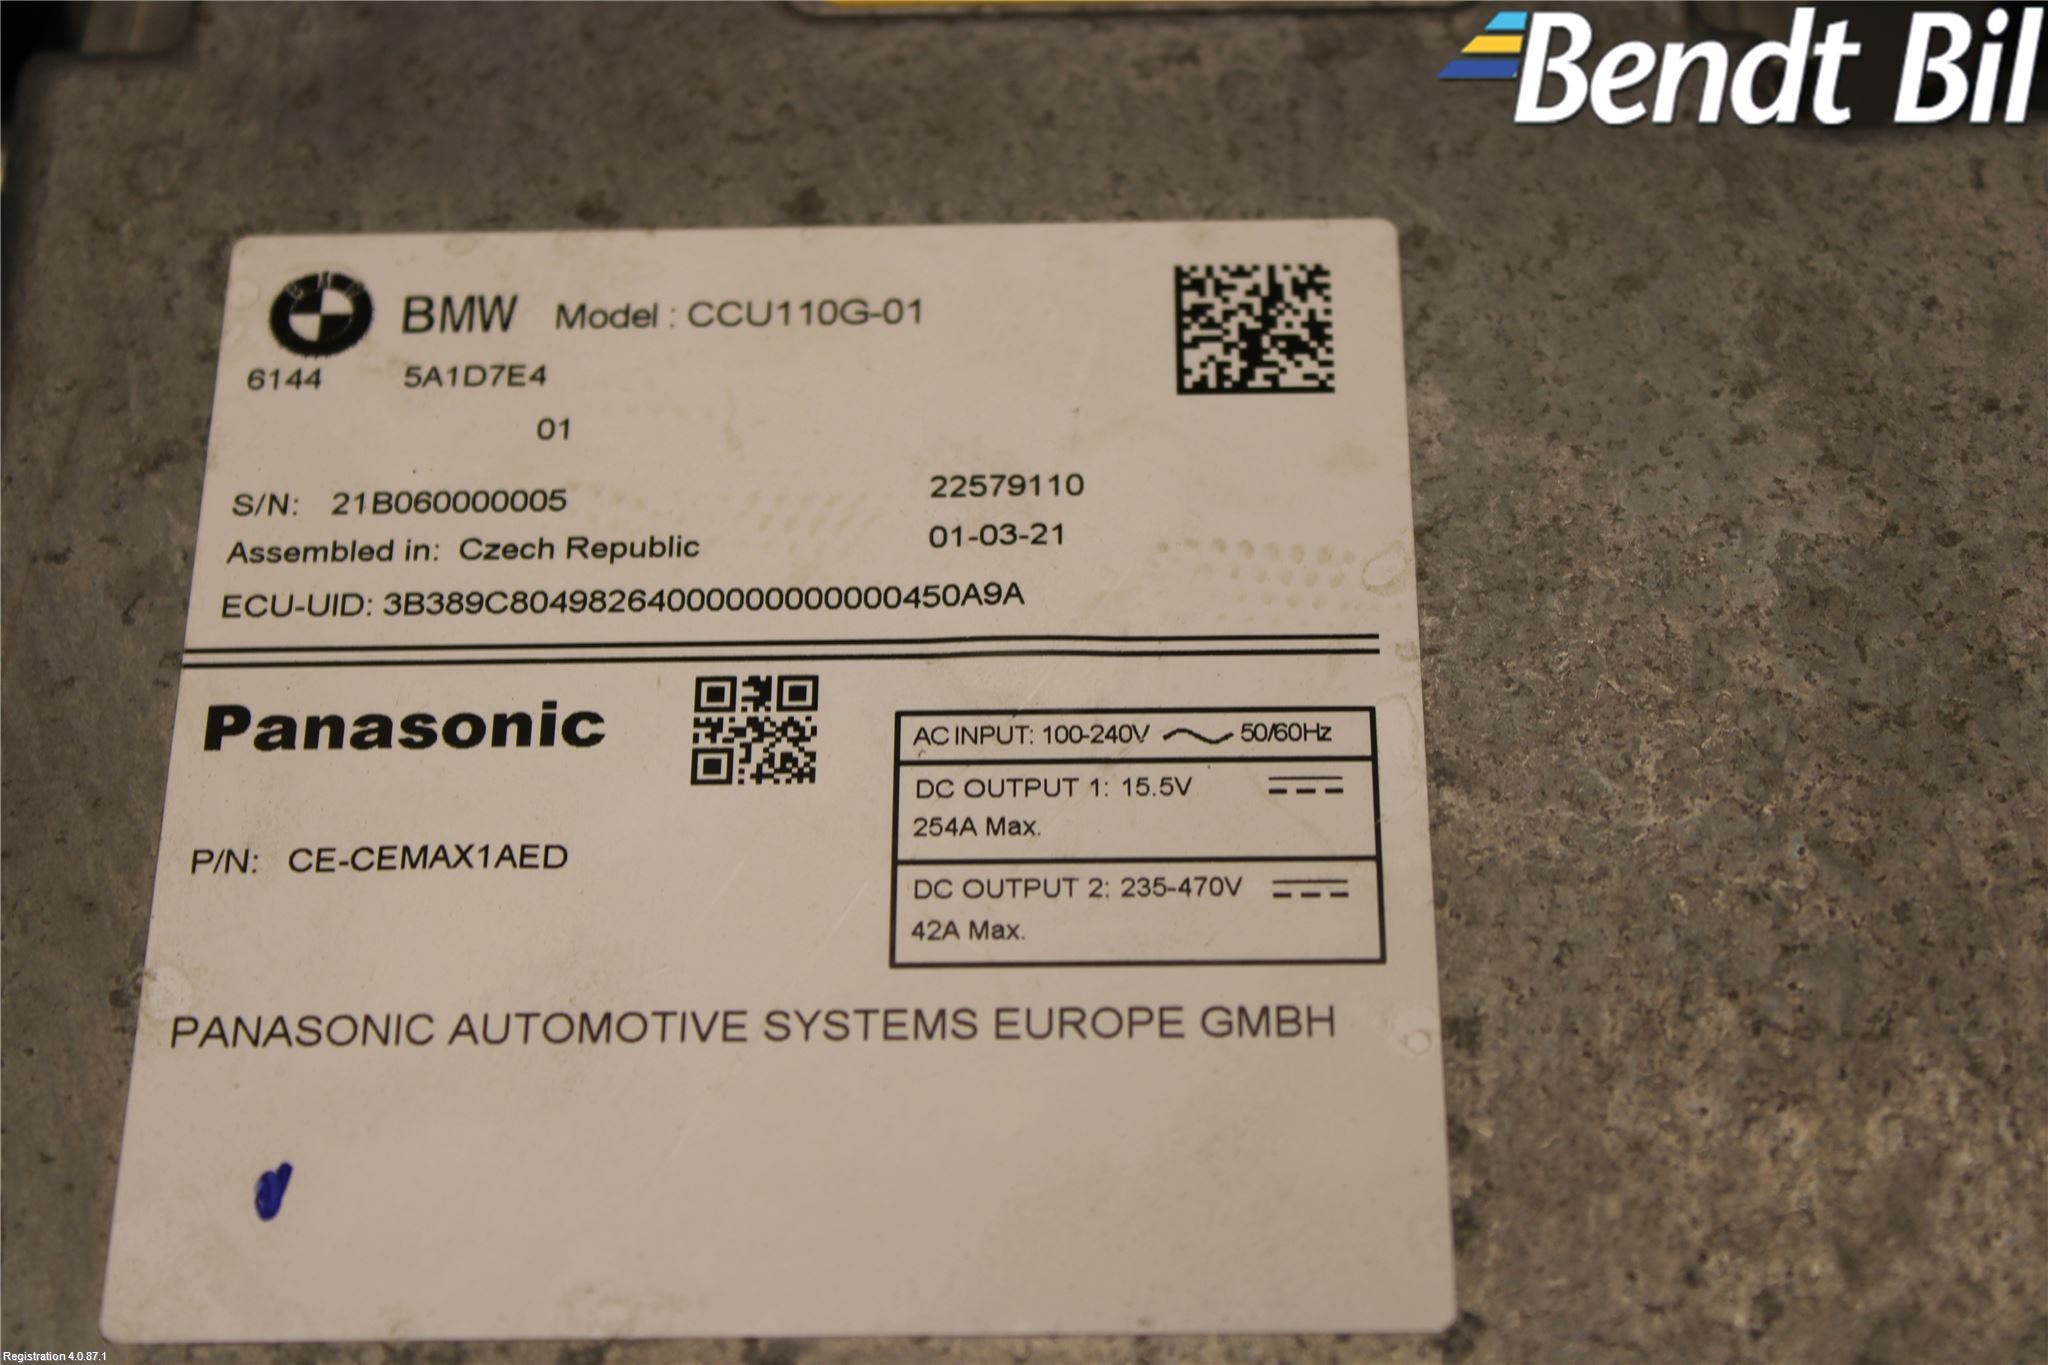 Bendt Bil
BMW
BMW Model : CCU110G-01
6144 5A1D7E4
01
S/N: 21B060000005 22579110
Assembled in: Czech Republic 01-03-21
ECU-UID: 3B389C80498264000000000000450A9A
Panasonic
AC INPUT: 100-240V 50/60Hz
DC OUTPUT 1: 15.5V
254A Max.
P/N: CE-CEMAX1AED
DC OUTPUT 2: 235-470V
42A Max.
PANASONIC AUTOMOTIVE SYSTEMS EUROPE GMBH
Registration 4.0.87.1